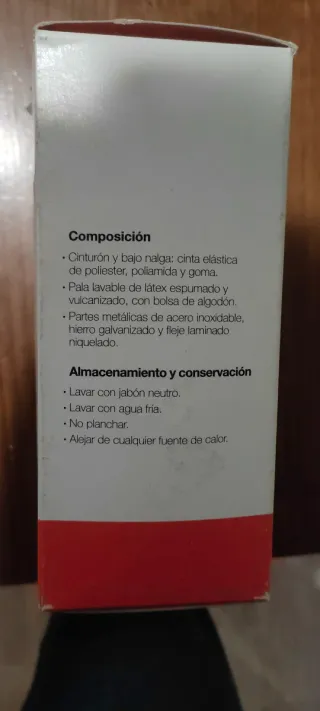 Composición
• Cinturón y bajo nalga: cinta elástica
de poliester, poliamida y goma.
• Pala lavable de látex espumado y
vulcanizado, con bolsa de algodón.
• Partes metálicas de acero inoxidable,
hierro galvanizado y fleje laminado
niquelado.
Almacenamiento y conservación
• Lavar con jabón neutro.
• Lavar con agua fria.
• No planchar.
• Alejar de cualquier fuente de calor.